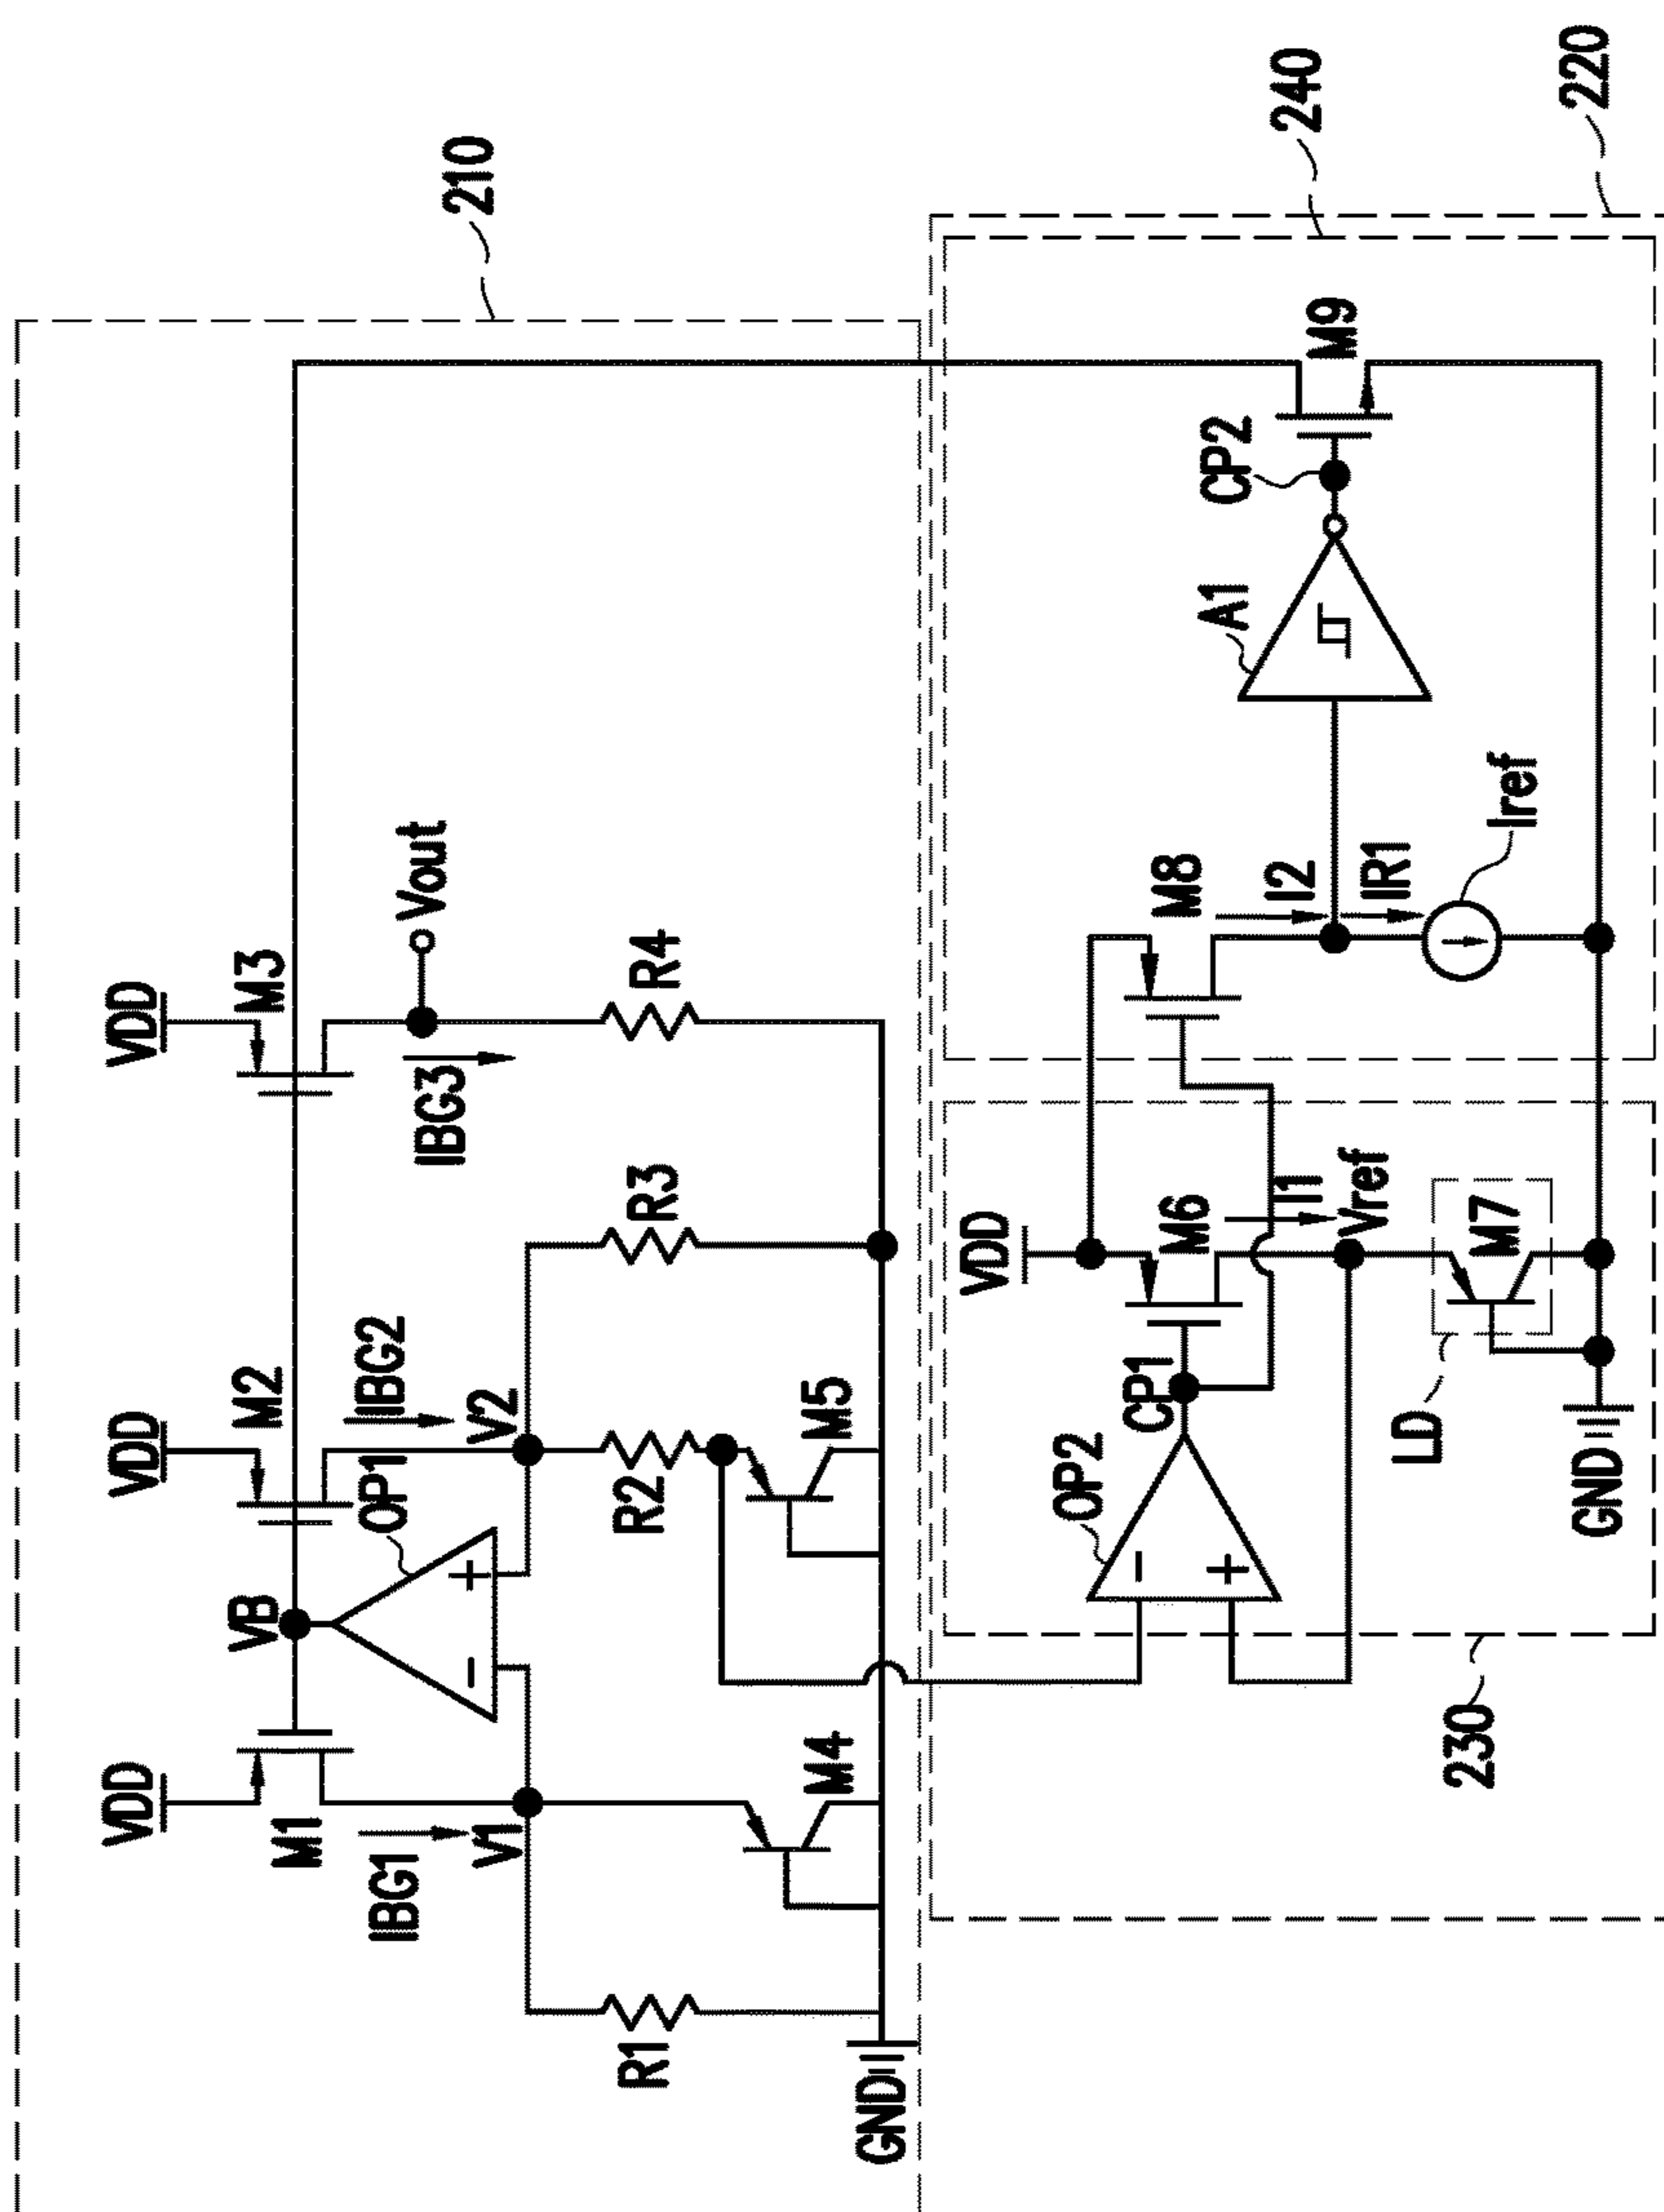 210
VDD
M1
IBG1
V1
VB
OP1
-
+
VDD
M2
IBG2
V2
VDD
M3
IBG3
Vout
R1
M4
R2
M5
R3
R4
GND
220
230
OP2
-
+
CP1
VDD
M6
I1
Vref
LD
M7
GND
240
M8
I2
IR1
Iref
A1
CP2
M9